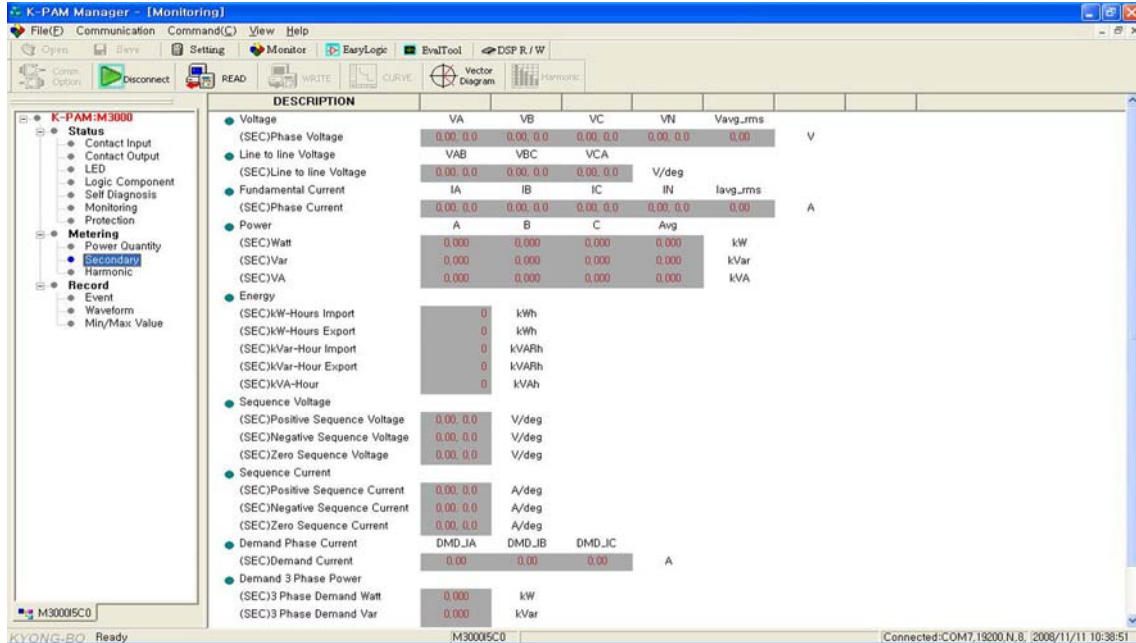 K-PAM Manager - [Monitoring]
File(F) Communication Command(C) View Help
Open Save Setting Monitor EasyLogic EvalTool DSP R / W
Comm. Option Disconnect READ WRITE CURVE Vector Diagram Harmonic
DESCRIPTION
K-PAM:M3000
Status
Contact Input
Contact Output
LED
Logic Component
Self Diagnosis
Monitoring
Protection
Metering
Power Quantity
Secondary
Harmonic
Record
Event
Waveform
Min/Max Value
M3000I5C0
Voltage VA VB VC VN Vavg_rms
(SEC)Phase Voltage 0.00, 0.0 0.00, 0.0 0.00, 0.0 0.00, 0.0 0.00 V
Line to line Voltage VAB VBC VCA
(SEC)Line to line Voltage 0.00, 0.0 0.00, 0.0 0.00, 0.0 V/deg
Fundamental Current IA IB IC IN Iavg_rms
(SEC)Phase Current 0.00, 0.0 0.00, 0.0 0.00, 0.0 0.00, 0.0 0.00 A
Power A B C Avg
(SEC)Watt 0.000 0.000 0.000 0.000 kW
(SEC)Var 0.000 0.000 0.000 0.000 kVar
(SEC)VA 0.000 0.000 0.000 0.000 kVA
Energy
(SEC)kW-Hours Import 0 kWh
(SEC)kW-Hours Export 0 kWh
(SEC)kVar-Hour Import 0 kVARh
(SEC)kVar-Hour Export 0 kVARh
(SEC)kVA-Hour 0 kVAh
Sequence Voltage
(SEC)Positive Sequence Voltage 0.00, 0.0 V/deg
(SEC)Negative Sequence Voltage 0.00, 0.0 V/deg
(SEC)Zero Sequence Voltage 0.00, 0.0 V/deg
Sequence Current
(SEC)Positive Sequence Current 0.00, 0.0 A/deg
(SEC)Negative Sequence Current 0.00, 0.0 A/deg
(SEC)Zero Sequence Current 0.00, 0.0 A/deg
Demand Phase Current DMD_IA DMD_IB DMD_IC
(SEC)Demand Current 0.00 0.00 0.00 A
Demand 3 Phase Power
(SEC)3 Phase Demand Watt 0.000 kW
(SEC)3 Phase Demand Var 0.000 kVar
KYONG-BO Ready M3000I5C0 Connected:COM7,19200,N,8, 2008/11/11 10:38:51